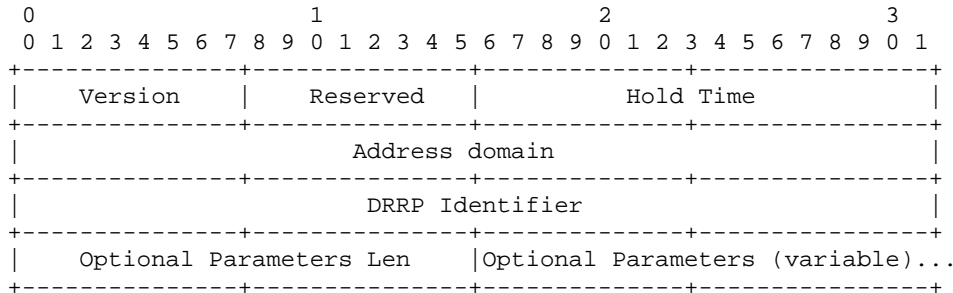 0                   1                   2                   3
0 1 2 3 4 5 6 7 8 9 0 1 2 3 4 5 6 7 8 9 0 1 2 3 4 5 6 7 8 9 0 1
+---------------+---------------+--------------+----------------+
|    Version    |   Reserved    |          Hold Time            |
+---------------+---------------+--------------+----------------+
|                       Address domain                          |
+---------------+---------------+--------------+----------------+
|                        DRRP Identifier                        |
+---------------+---------------+--------------+----------------+
|    Optional Parameters Len    |Optional Parameters (variable)...
+---------------+---------------+--------------+----------------+